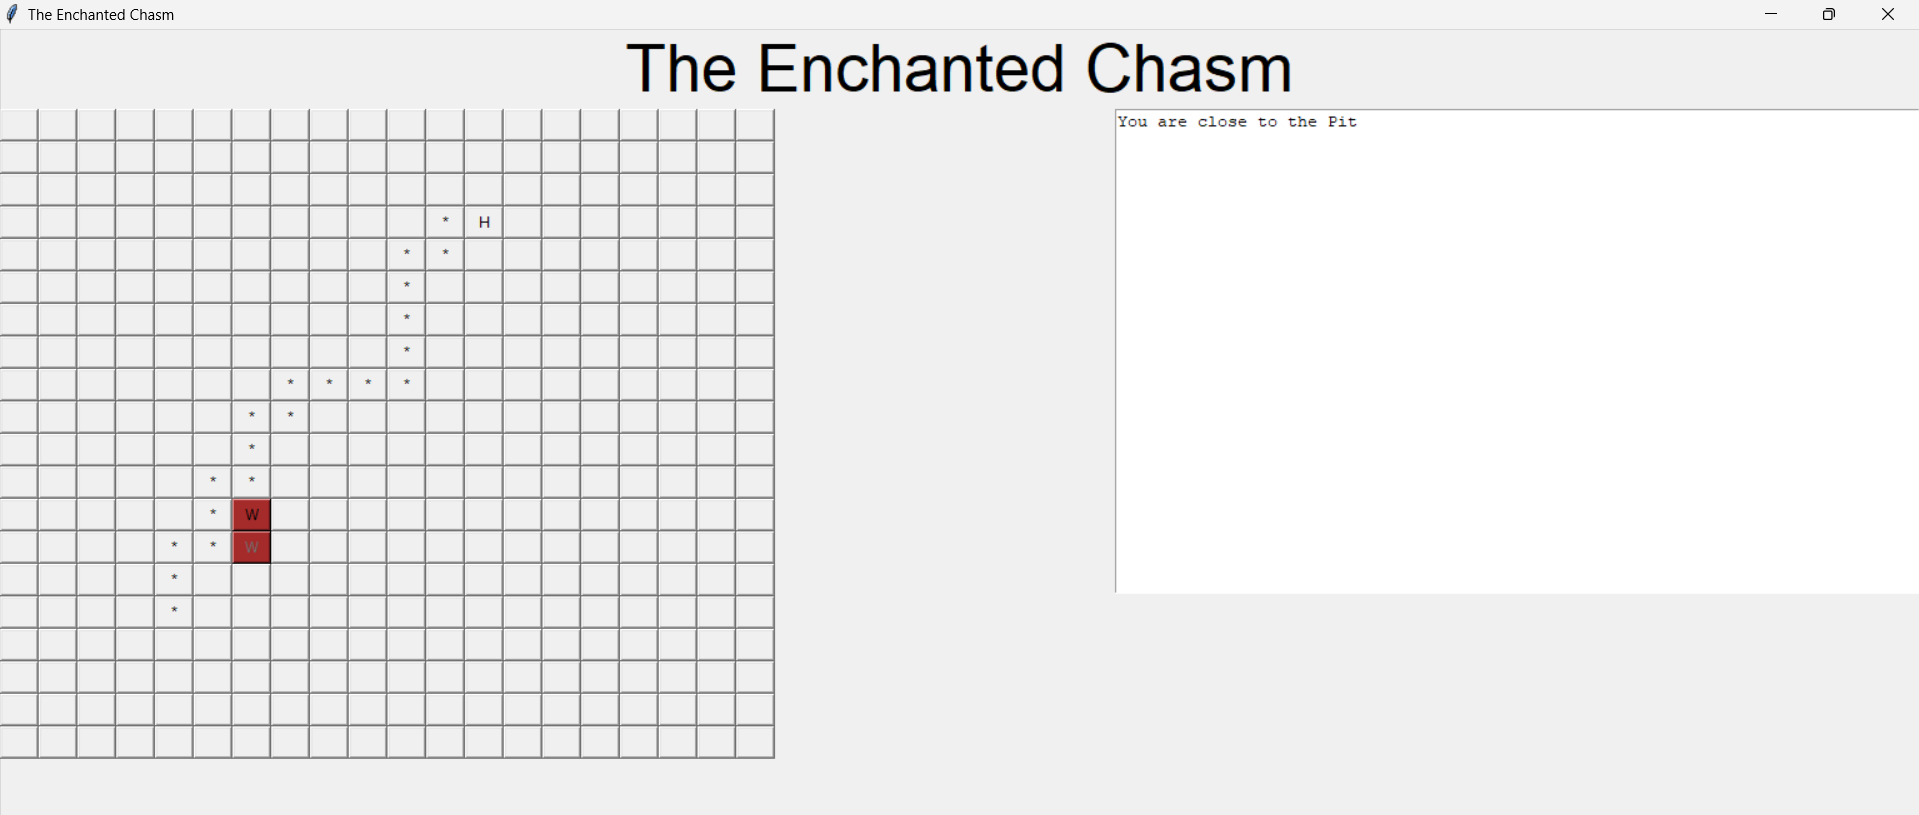 The Enchanted Chasm
The Enchanted Chasm
You are close to the Pit
* H
* *
*
*
*
* * * *
* *
*
* *
* W
* * W
*
*